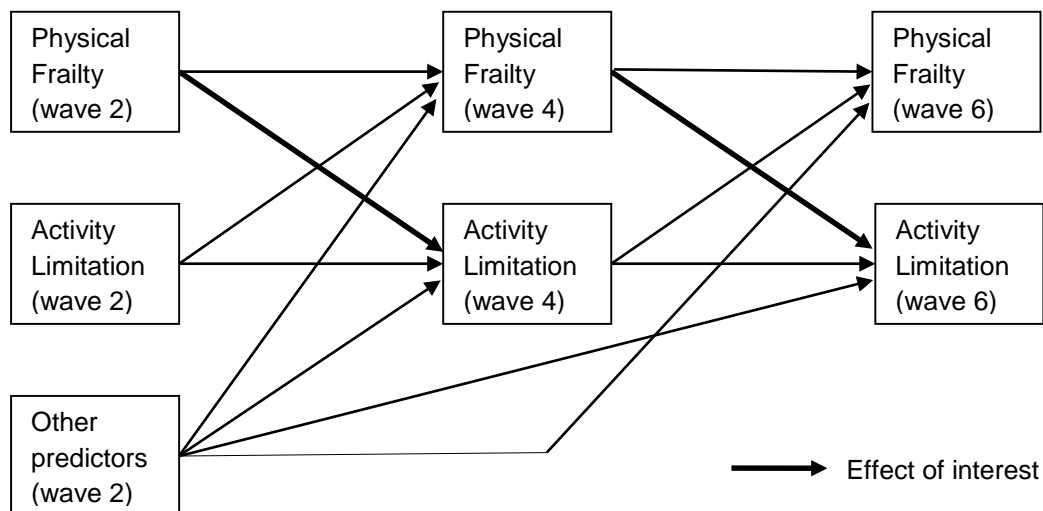 Physical
Frailty
(wave 2)
Physical
Frailty
(wave 4)
Physical
Frailty
(wave 6)
Activity
Limitation
(wave 2)
Activity
Limitation
(wave 4)
Activity
Limitation
(wave 6)
Other
predictors
(wave 2)
Effect of interest